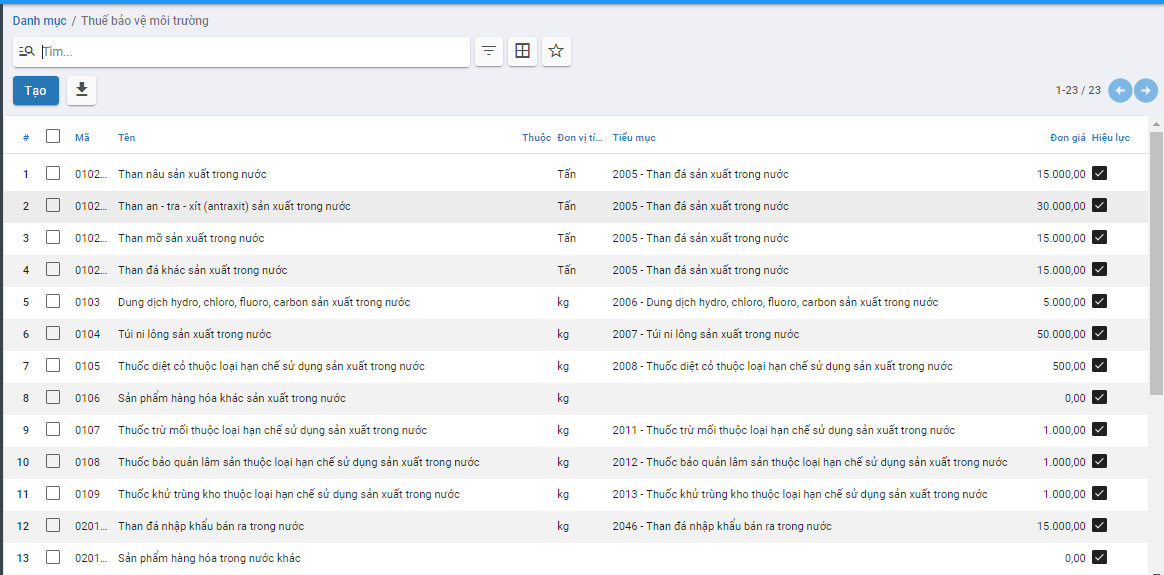 Danh mục / Thuế bảo vệ môi trường
Tìm...
Tạo
1-23 / 23
# Mã Tên Thuộc Đơn vị tí... Tiểu mục Đơn giá Hiệu lực
1 0102... Than nâu sản xuất trong nước Tấn 2005 - Than đá sản xuất trong nước 15.000,00
2 0102... Than an - tra - xít (antraxit) sản xuất trong nước Tấn 2005 - Than đá sản xuất trong nước 30.000,00
3 0102... Than mỡ sản xuất trong nước Tấn 2005 - Than đá sản xuất trong nước 15.000,00
4 0102... Than đá khác sản xuất trong nước Tấn 2005 - Than đá sản xuất trong nước 15.000,00
5 0103 Dung dịch hydro, chloro, fluoro, carbon sản xuất trong nước kg 2006 - Dung dịch hydro, chloro, fluoro, carbon sản xuất trong nước 5.000,00
6 0104 Túi ni lông sản xuất trong nước kg 2007 - Túi ni lông sản xuất trong nước 50.000,00
7 0105 Thuốc diệt cỏ thuộc loại hạn chế sử dụng sản xuất trong nước kg 2008 - Thuốc diệt cỏ thuộc loại hạn chế sử dụng sản xuất trong nước 500,00
8 0106 Sản phẩm hàng hóa khác sản xuất trong nước kg 0,00
9 0107 Thuốc trừ mối thuộc loại hạn chế sử dụng sản xuất trong nước kg 2011 - Thuốc trừ mối thuộc loại hạn chế sử dụng sản xuất trong nước 1.000,00
10 0108 Thuốc bảo quản lâm sản thuộc loại hạn chế sử dụng sản xuất trong nước kg 2012 - Thuốc bảo quản lâm sản thuộc loại hạn chế sử dụng sản xuất trong nước 1.000,00
11 0109 Thuốc khử trùng kho thuộc loại hạn chế sử dụng sản xuất trong nước kg 2013 - Thuốc khử trùng kho thuộc loại hạn chế sử dụng sản xuất trong nước 1.000,00
12 0201... Than đá nhập khẩu bán ra trong nước kg 2046 - Than đá nhập khẩu bán ra trong nước 15.000,00
13 0201... Sản phẩm hàng hóa trong nước khác 0,00